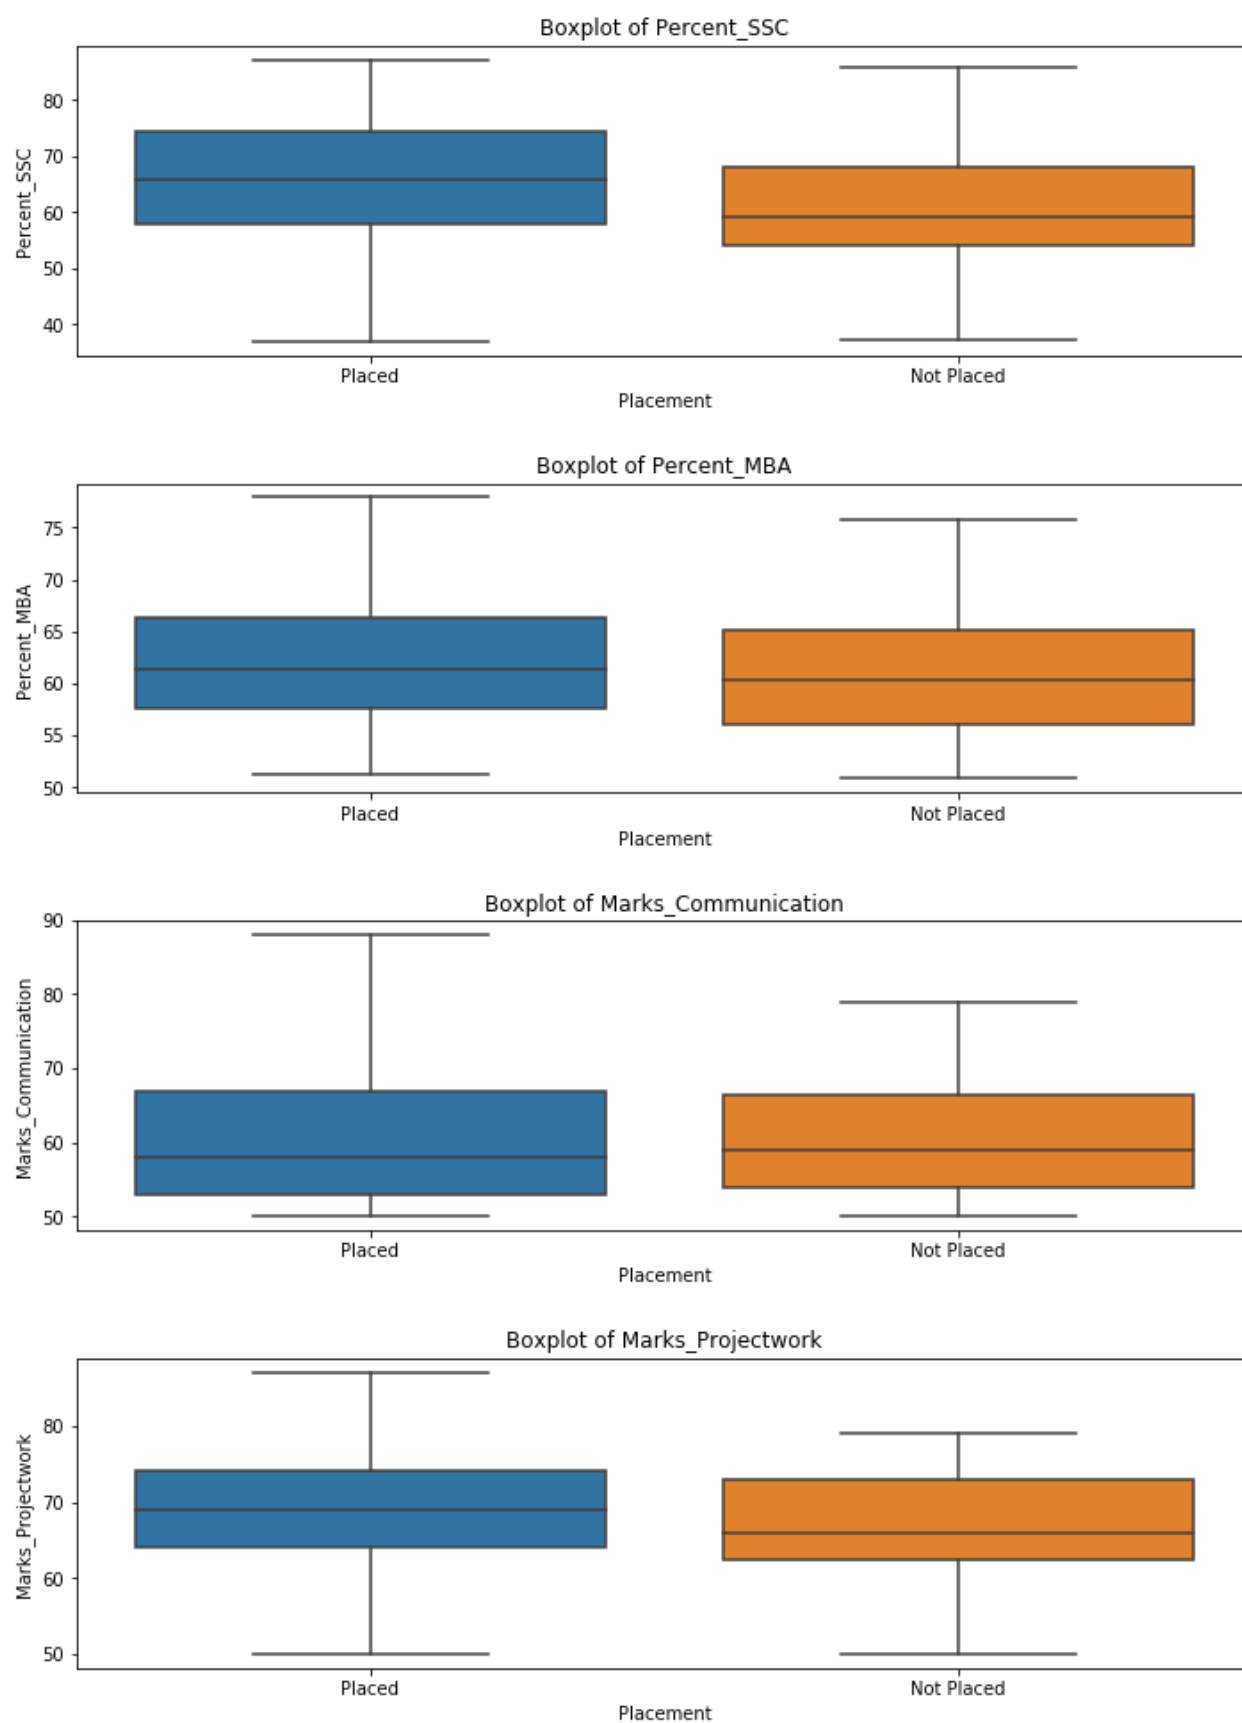 Boxplot of Percent_SSC
Percent_SSC
80
70
60
50
40
Placed
Not Placed
Placement
Boxplot of Percent_MBA
Percent_MBA
75
70
65
60
55
50
Placed
Not Placed
Placement
Boxplot of Marks_Communication
Marks_Communication
90
80
70
60
50
Placed
Not Placed
Placement
Boxplot of Marks_Projectwork
Marks_Projectwork
80
70
60
50
Placed
Not Placed
Placement